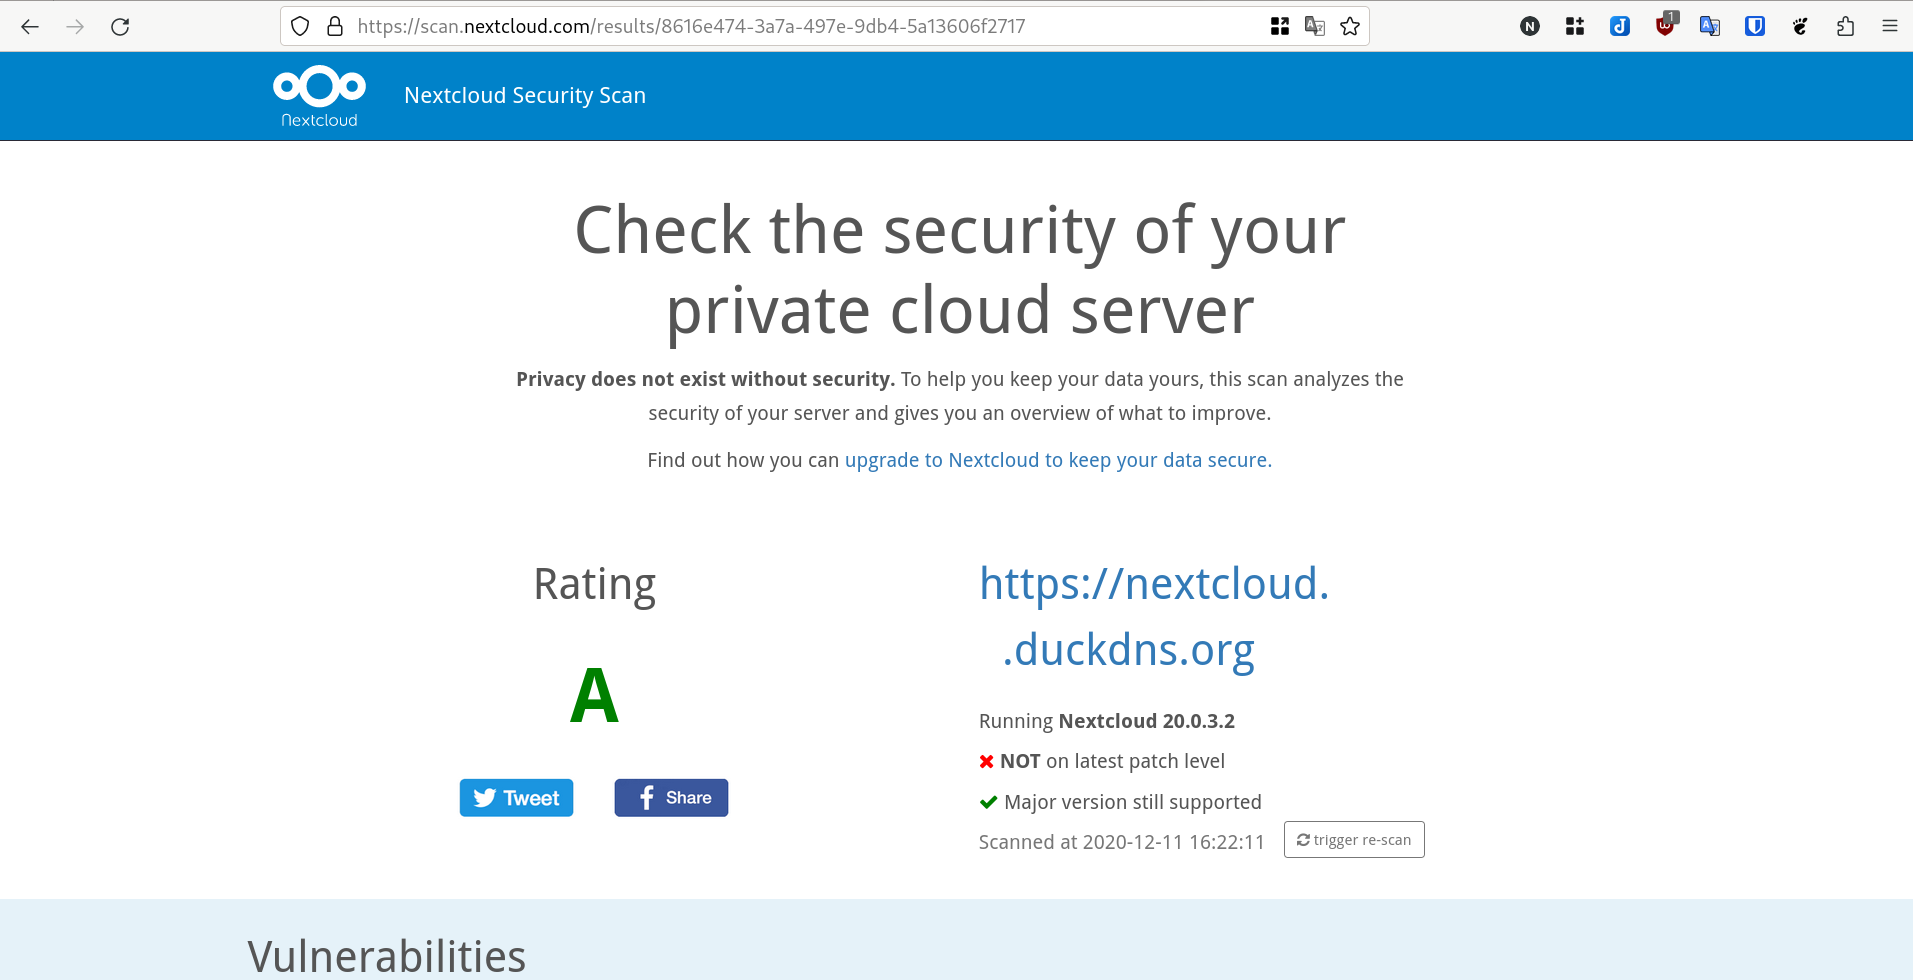 https://scan.nextcloud.com/results/8616e474-3a7a-497e-9db4-5a13606f2717
1
Nextcloud
Nextcloud Security Scan
Check the security of your
private cloud server
Privacy does not exist without security. To help you keep your data yours, this scan analyzes the
security of your server and gives you an overview of what to improve.
Find out how you can upgrade to Nextcloud to keep your data secure.
Rating
A
Tweet
Share
https://nextcloud.
.duckdns.org
Running Nextcloud 20.0.3.2
NOT on latest patch level
Major version still supported
Scanned at 2020-12-11 16:22:11
trigger re-scan
Vulnerabilities